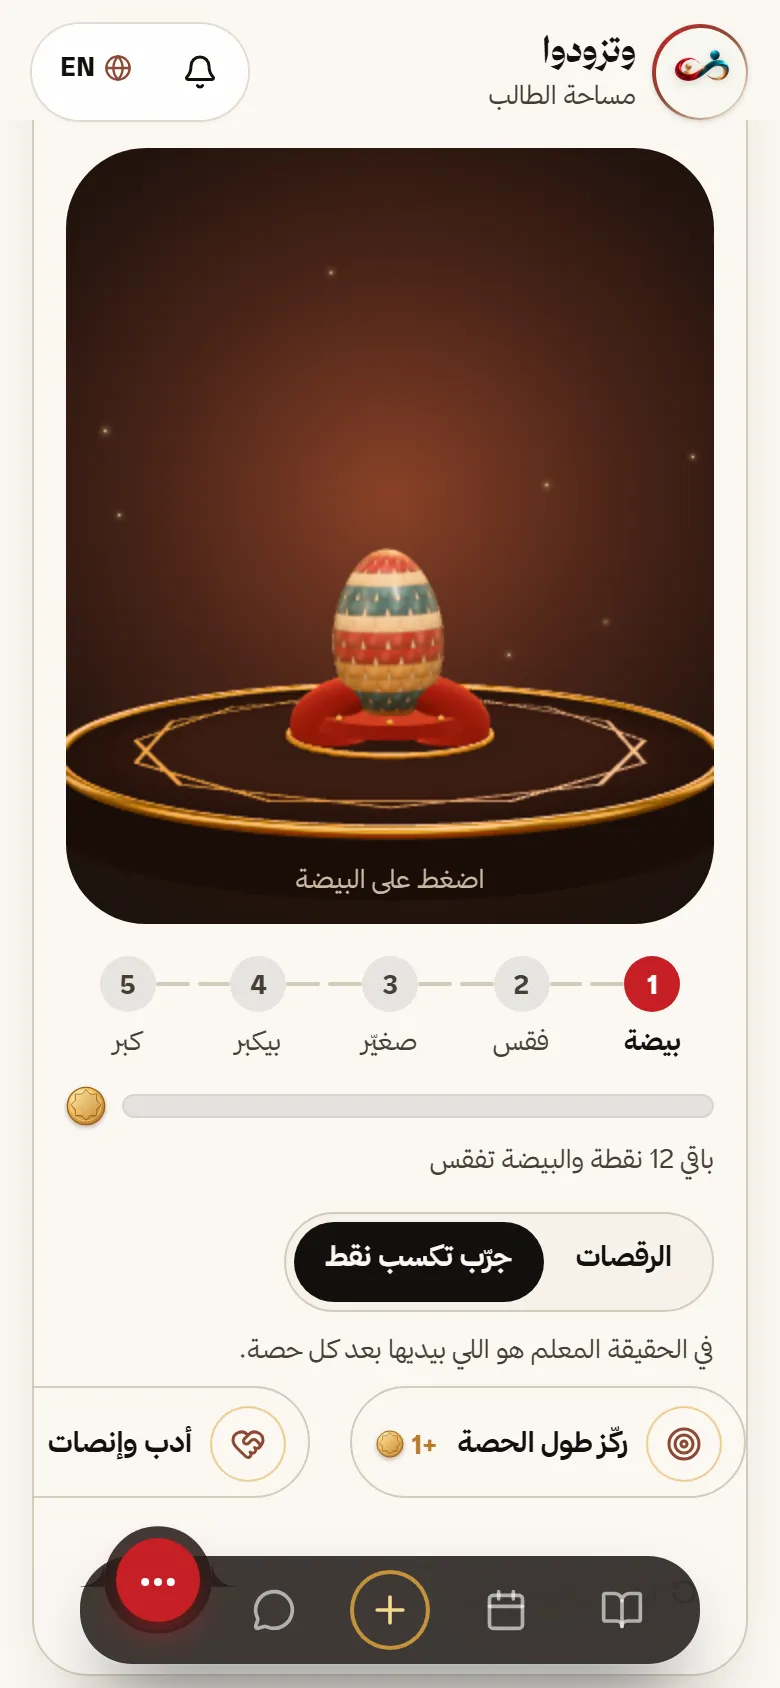 وتزودوا
مساحة الطالب
EN
اضغط على البيضة
1 2 3 4 5
بيضة فقس صغيّر بيكبر كبر
باقي 12 نقطة والبيضة تفقس
الرقصات جرّب تكسب نقط
في الحقيقة المعلم هو اللي بيديها بعد كل حصة.
ركّز طول الحصة +1 أدب وإنصات